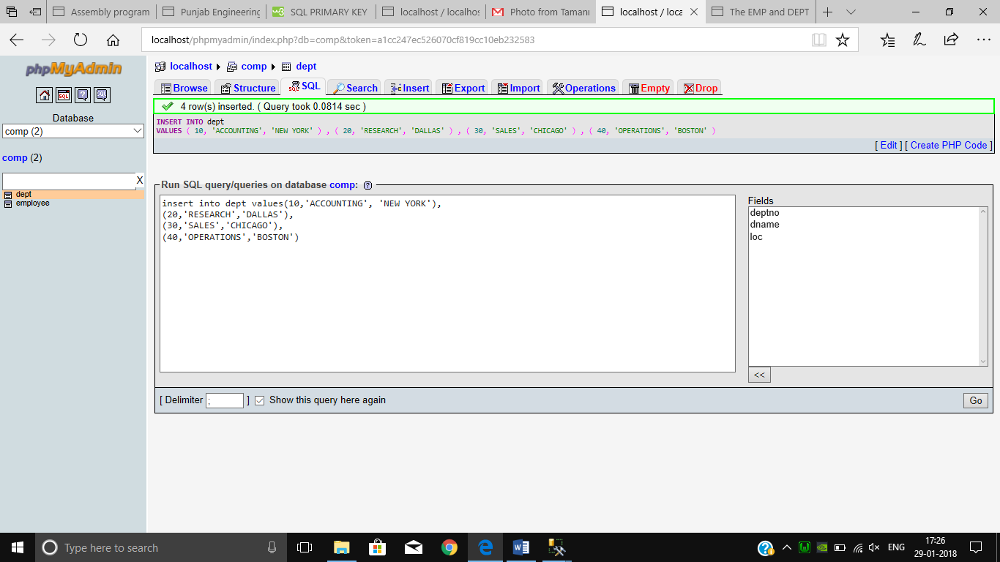 Assembly program
Punjab Engineering
w3 SQL PRIMARY KEY
localhost / localhos
Photo from Tamann
localhost / loca
The EMP and DEPT
localhost/phpmyadmin/index.php?db=comp&token=a1cc247ec526070cf819cc10eb232583
phpMyAdmin
SQL
Database
comp (2)
comp (2)
X
dept
employee
localhost comp dept
Browse Structure SQL Search Insert Export Import Operations Empty Drop
4 row(s) inserted. ( Query took 0.0814 sec )
INSERT INTO dept
VALUES ( 10, 'ACCOUNTING', 'NEW YORK' ) , ( 20, 'RESEARCH', 'DALLAS' ) , ( 30, 'SALES', 'CHICAGO' ) , ( 40, 'OPERATIONS', 'BOSTON' )
[ Edit ] [ Create PHP Code ]
Run SQL query/queries on database comp:
insert into dept values(10,'ACCOUNTING', 'NEW YORK'),
(20,'RESEARCH','DALLAS'),
(30,'SALES','CHICAGO'),
(40,'OPERATIONS','BOSTON')
Fields
deptno
dname
loc
<<
[ Delimiter ; ] Show this query here again
Go
Type here to search
ENG
17:26
29-01-2018